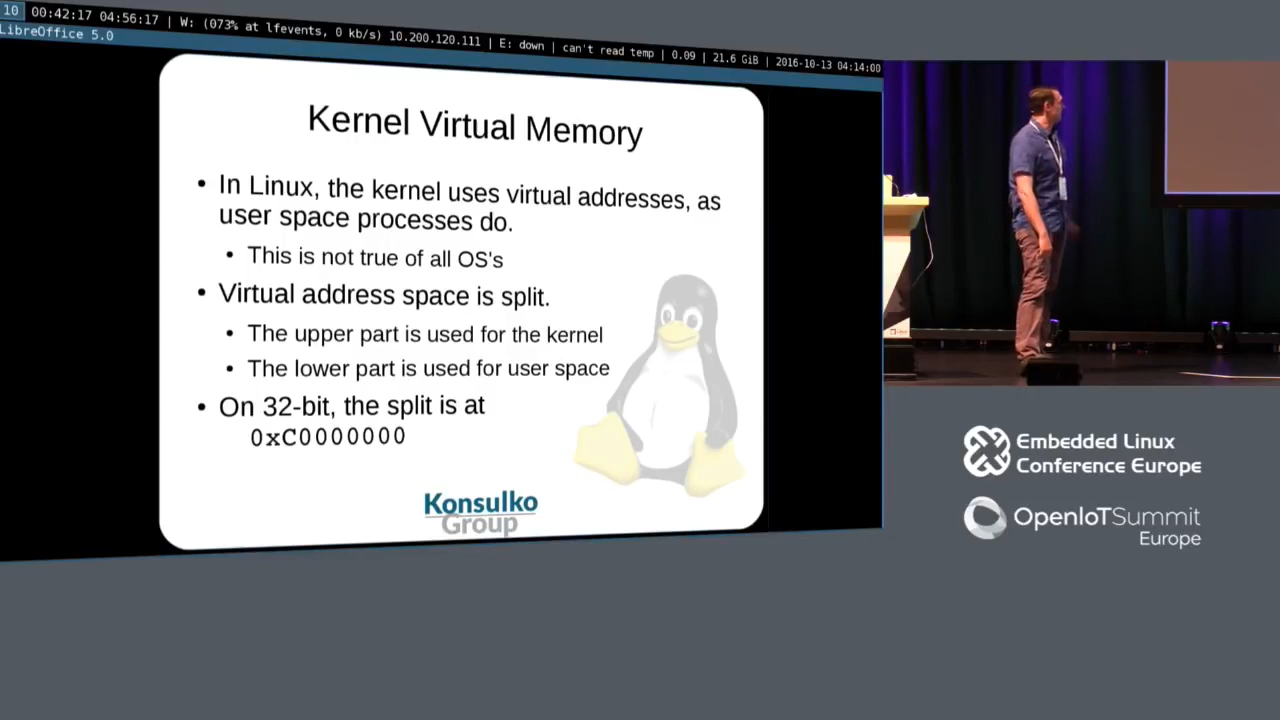 10 00:42:17 04:56:17 | W: (073% at lfevents, 0 kb/s) 10.200.120.111 | E: down | can't read temp | 0.09 | 21.6 GiB | 2016-10-13 04:14:00
LibreOffice 5.0
Kernel Virtual Memory
• In Linux, the kernel uses virtual addresses, as
user space processes do.
• This is not true of all OS's
• Virtual address space is split.
• The upper part is used for the kernel
• The lower part is used for user space
• On 32-bit, the split is at
0xC0000000
Konsulko
Group
Embedded Linux
Conference Europe
OpenIoTSummit
Europe